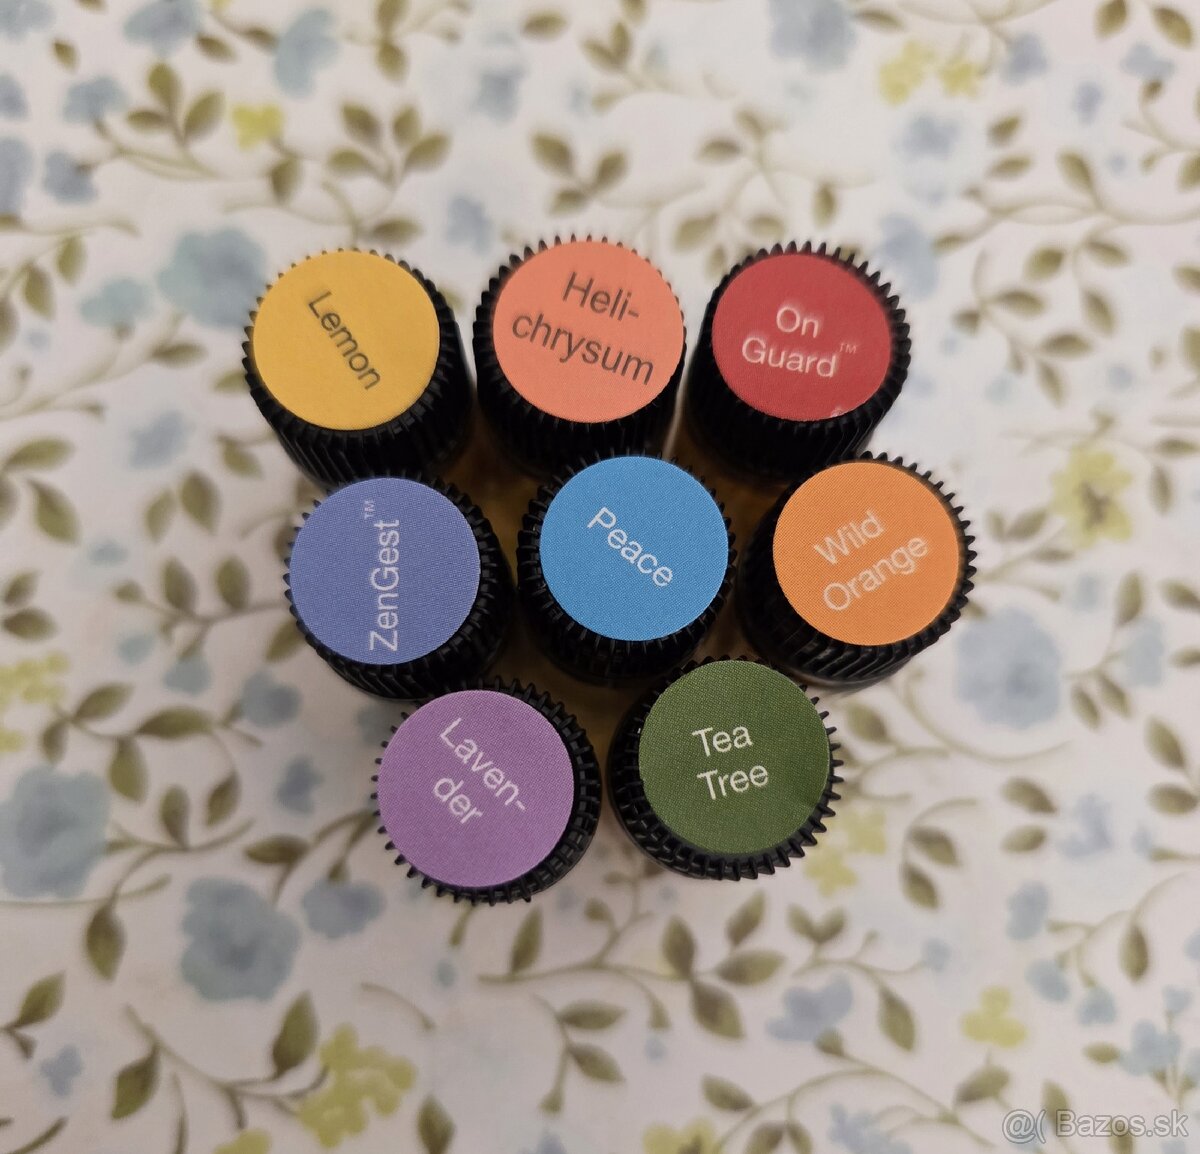 Lemon
Heli-
chrysum
On
Guard™
ZenGest™
Peace
Wild
Orange
Laven-
der
Tea
Tree
@( Bazos.sk